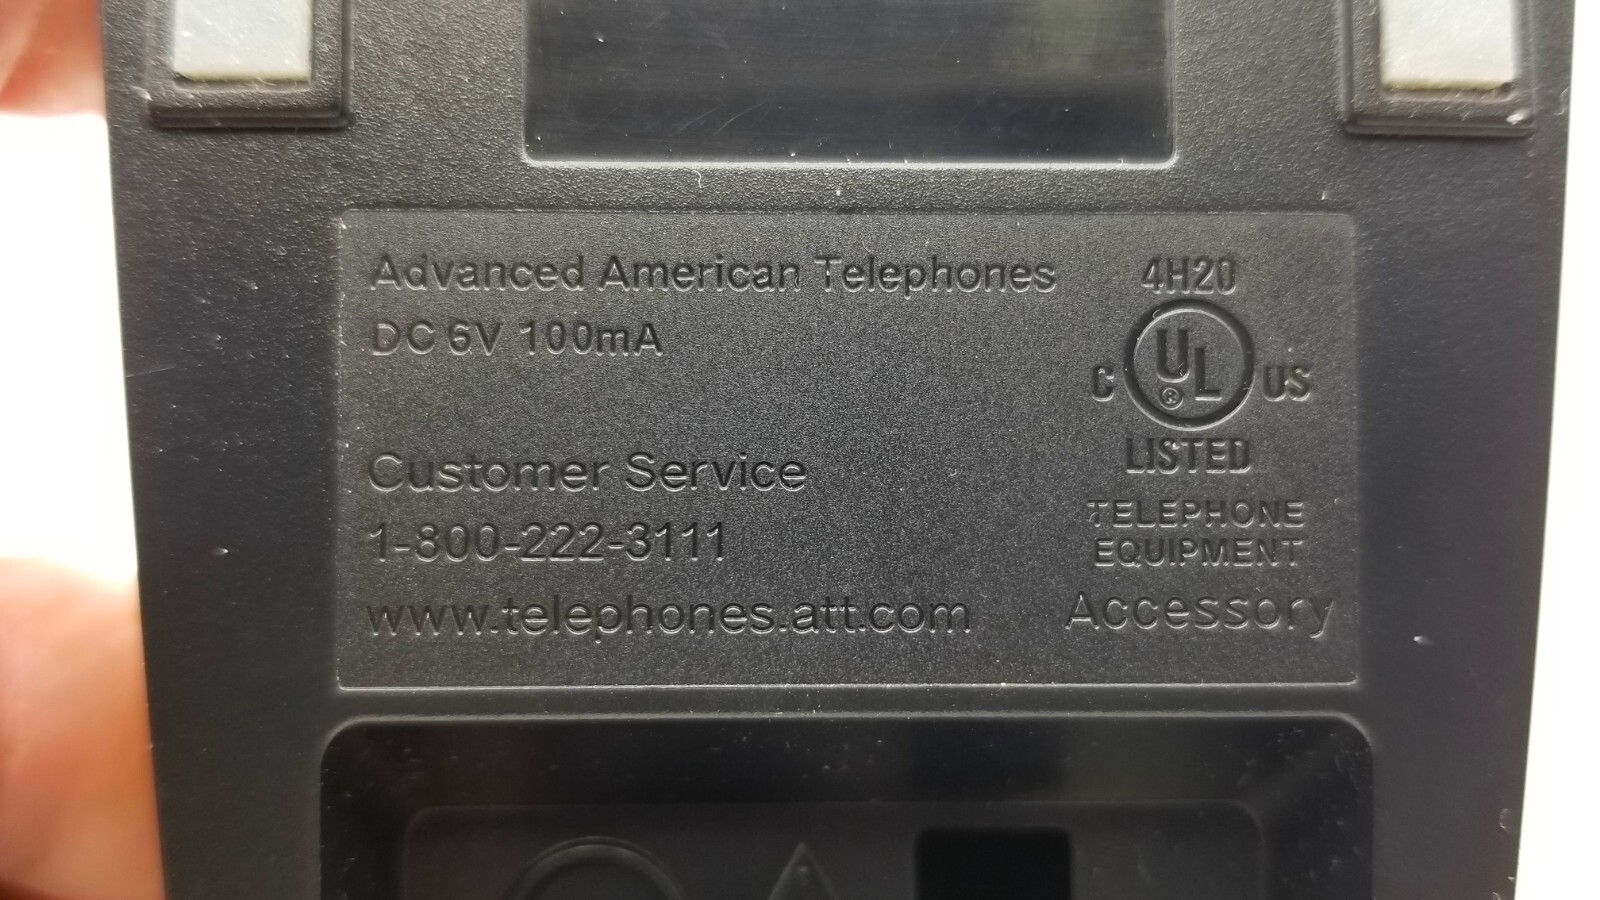 Advanced American Telephones
DC 6V 100mA
Customer Service
1-800-222-3111
www.telephones.att.com
4H20
C UL® US
LISTED
TELEPHONE
EQUIPMENT
Accessory